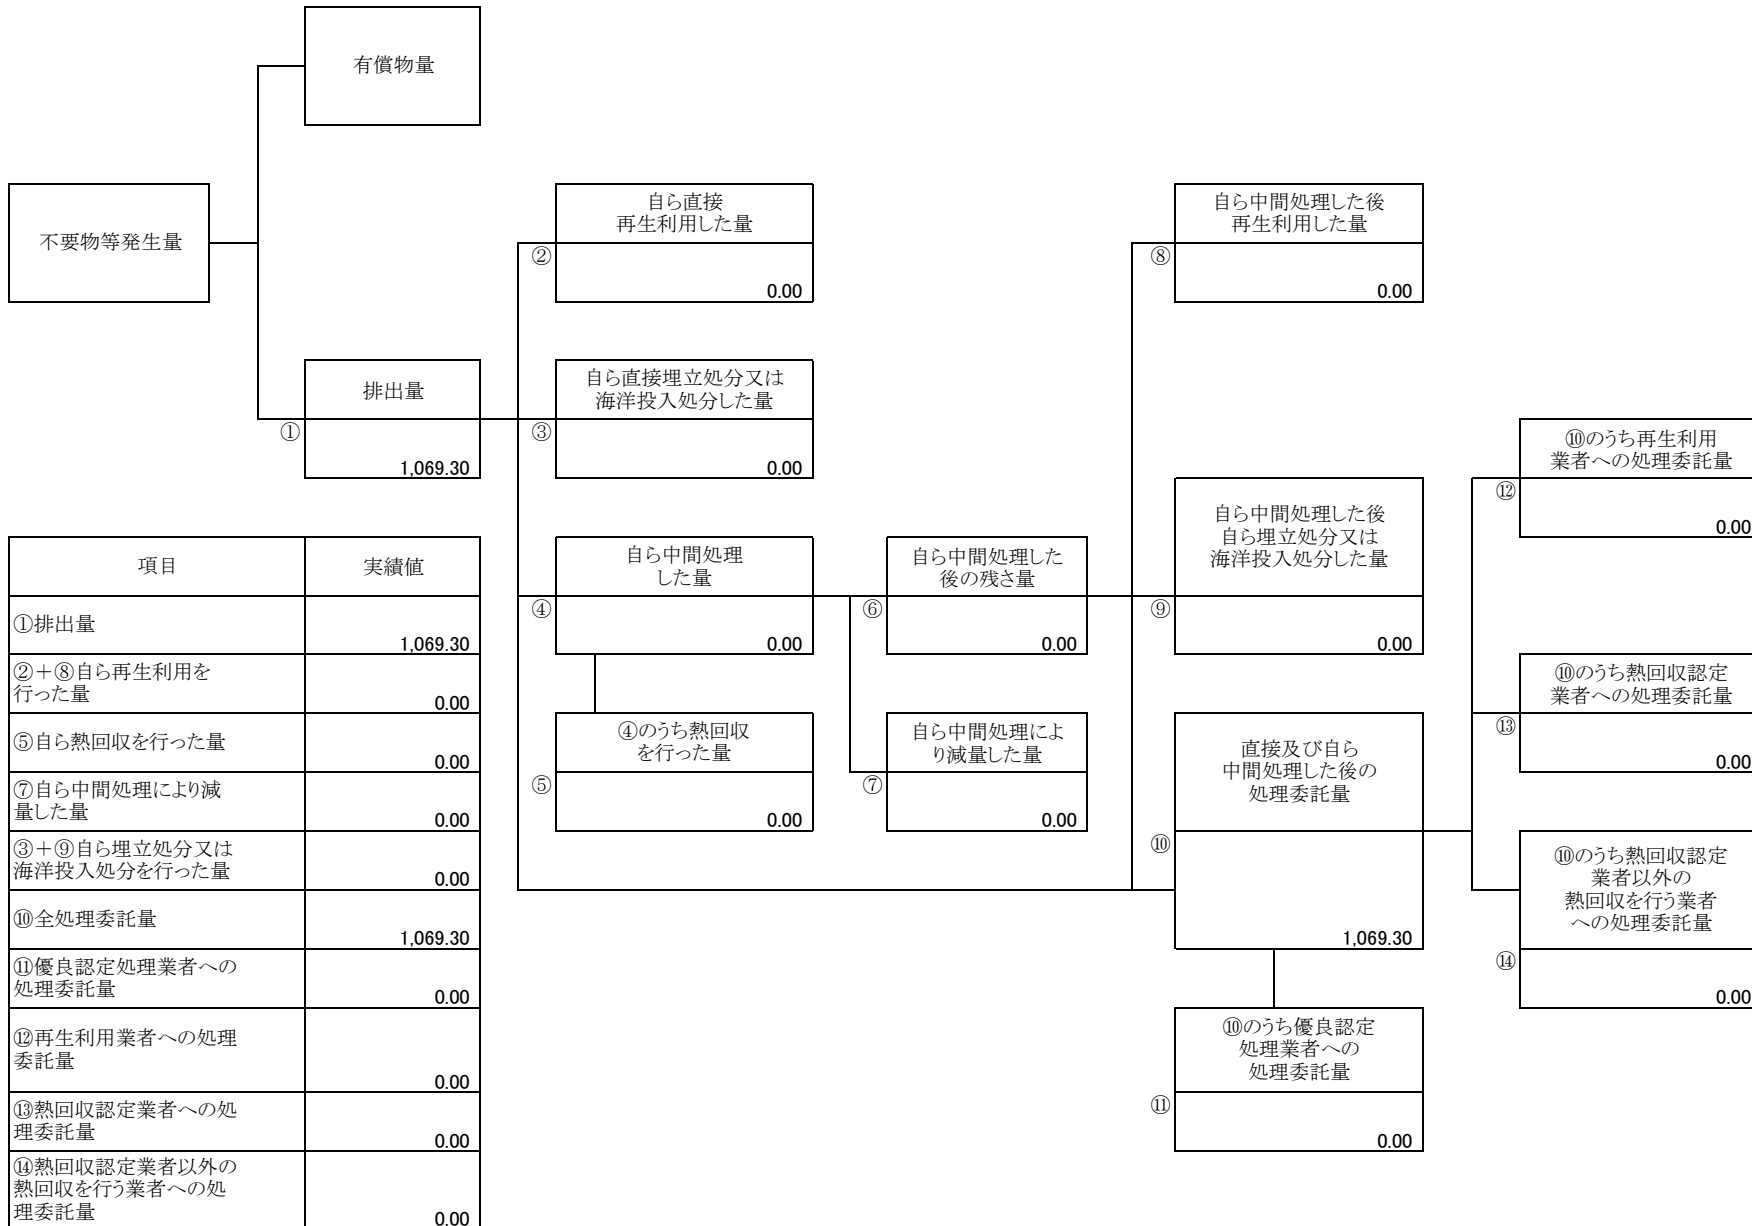 有償物量
不要物等発生量
自ら直接
再生利用した量
②
0.00
自ら中間処理した後
再生利用した量
⑧
0.00
排出量
①
1,069.30
自ら直接埋立処分又は
海洋投入処分した量
③
0.00
⑩のうち再生利用
業者への処理委託量
⑫
0.00
自ら中間処理した後
自ら埋立処分又は
海洋投入処分した量
⑨
0.00
自ら中間処理
した量
④
0.00
自ら中間処理した
後の残さ量
⑥
0.00
⑩のうち熱回収認定
業者への処理委託量
⑬
0.00
④のうち熱回収
を行った量
⑤
0.00
自ら中間処理によ
り減量した量
⑦
0.00
直接及び自ら
中間処理した後の
処理委託量
⑩
1,069.30
⑩のうち熱回収認定
業者以外の
熱回収を行う業者
への処理委託量
⑭
0.00
⑩のうち優良認定
処理業者への
処理委託量
⑪
0.00
項目 実績値
①排出量
1,069.30
②＋⑧自ら再生利用を
行った量
0.00
⑤自ら熱回収を行った量
0.00
⑦自ら中間処理により減
量した量
0.00
③＋⑨自ら埋立処分又は
海洋投入処分を行った量
0.00
⑩全処理委託量
1,069.30
⑪優良認定処理業者への
処理委託量
0.00
⑫再生利用業者への処理
委託量
0.00
⑬熱回収認定業者への処
理委託量
0.00
⑭熱回収認定業者以外の
熱回収を行う業者への処
理委託量
0.00